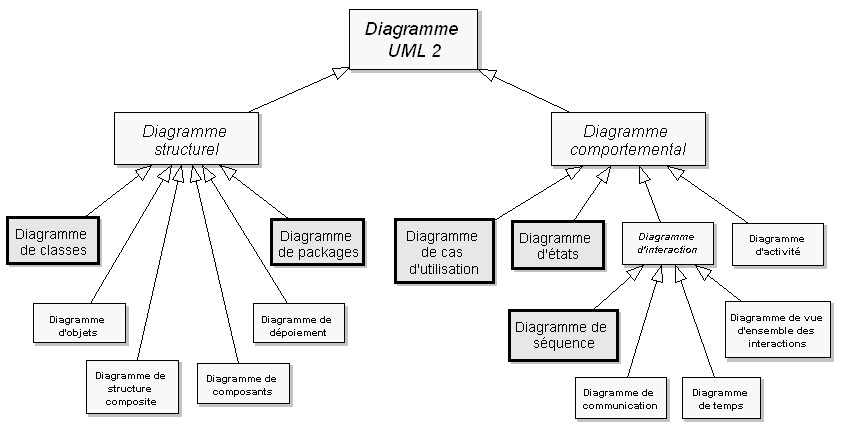 Diagramme
UML 2
Diagramme
structurel
Diagramme
comportemental
Diagramme
de classes
Diagramme
de packages
Diagramme
de cas
d'utilisation
Diagramme
d'états
Diagramme
d'interaction
Diagramme
d'activité
Diagramme
d'objets
Diagramme de
dépoiement
Diagramme de
séquence
Diagramme de vue
d'ensemble des
interactions
Diagramme de
structure
composite
Diagramme de
composants
Diagramme de
communication
Diagramme
de temps